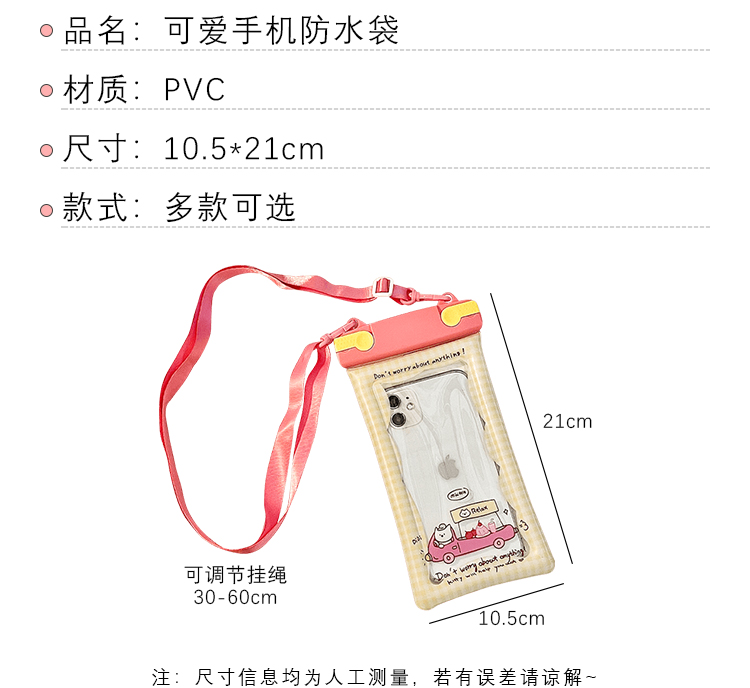 品名：可爱手机防水袋
材质：PVC
尺寸：10.5*21cm
款式：多款可选
Don't worry about anything!
21cm
Relax
Don't worry about anything!
可调节挂绳
30-60cm
10.5cm
注：尺寸信息均为人工测量，若有误差请谅解~